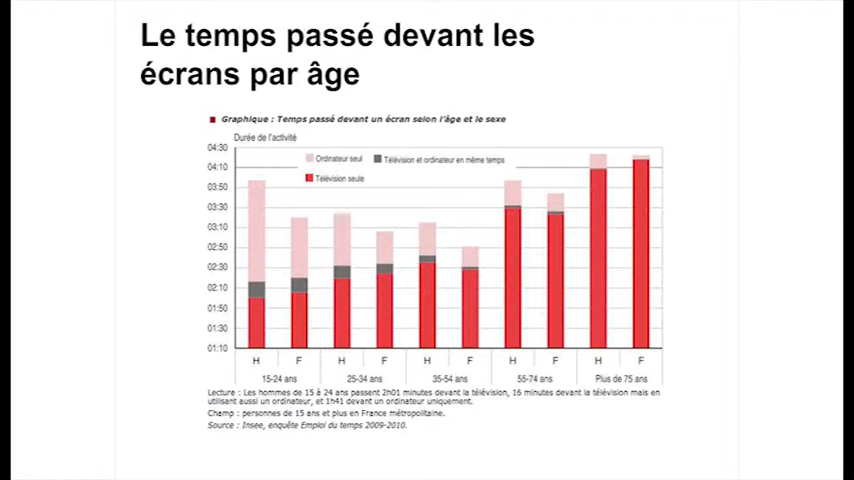 Le temps passé devant les
écrans par âge
Graphique : Temps passé devant un écran selon l'âge et le sexe
Durée de l'activité
Ordinateur seul
Télévision et ordinateur en même temps
Télévision seule
04:30
04:10
03:50
03:30
03:10
02:50
02:30
02:10
01:50
01:30
01:10
H F H F H F H F H F
15-24 ans 25-34 ans 35-54 ans 55-74 ans Plus de 75 ans
Lecture : Les hommes de 15 à 24 ans passent 2h01 minutes devant la télévision, 16 minutes devant la télévision mais en
utilisant aussi un ordinateur, et 1h41 devant un ordinateur uniquement.
Champ : personnes de 15 ans et plus en France métropolitaine.
Source : Insee, enquête Emploi du temps 2009-2010.